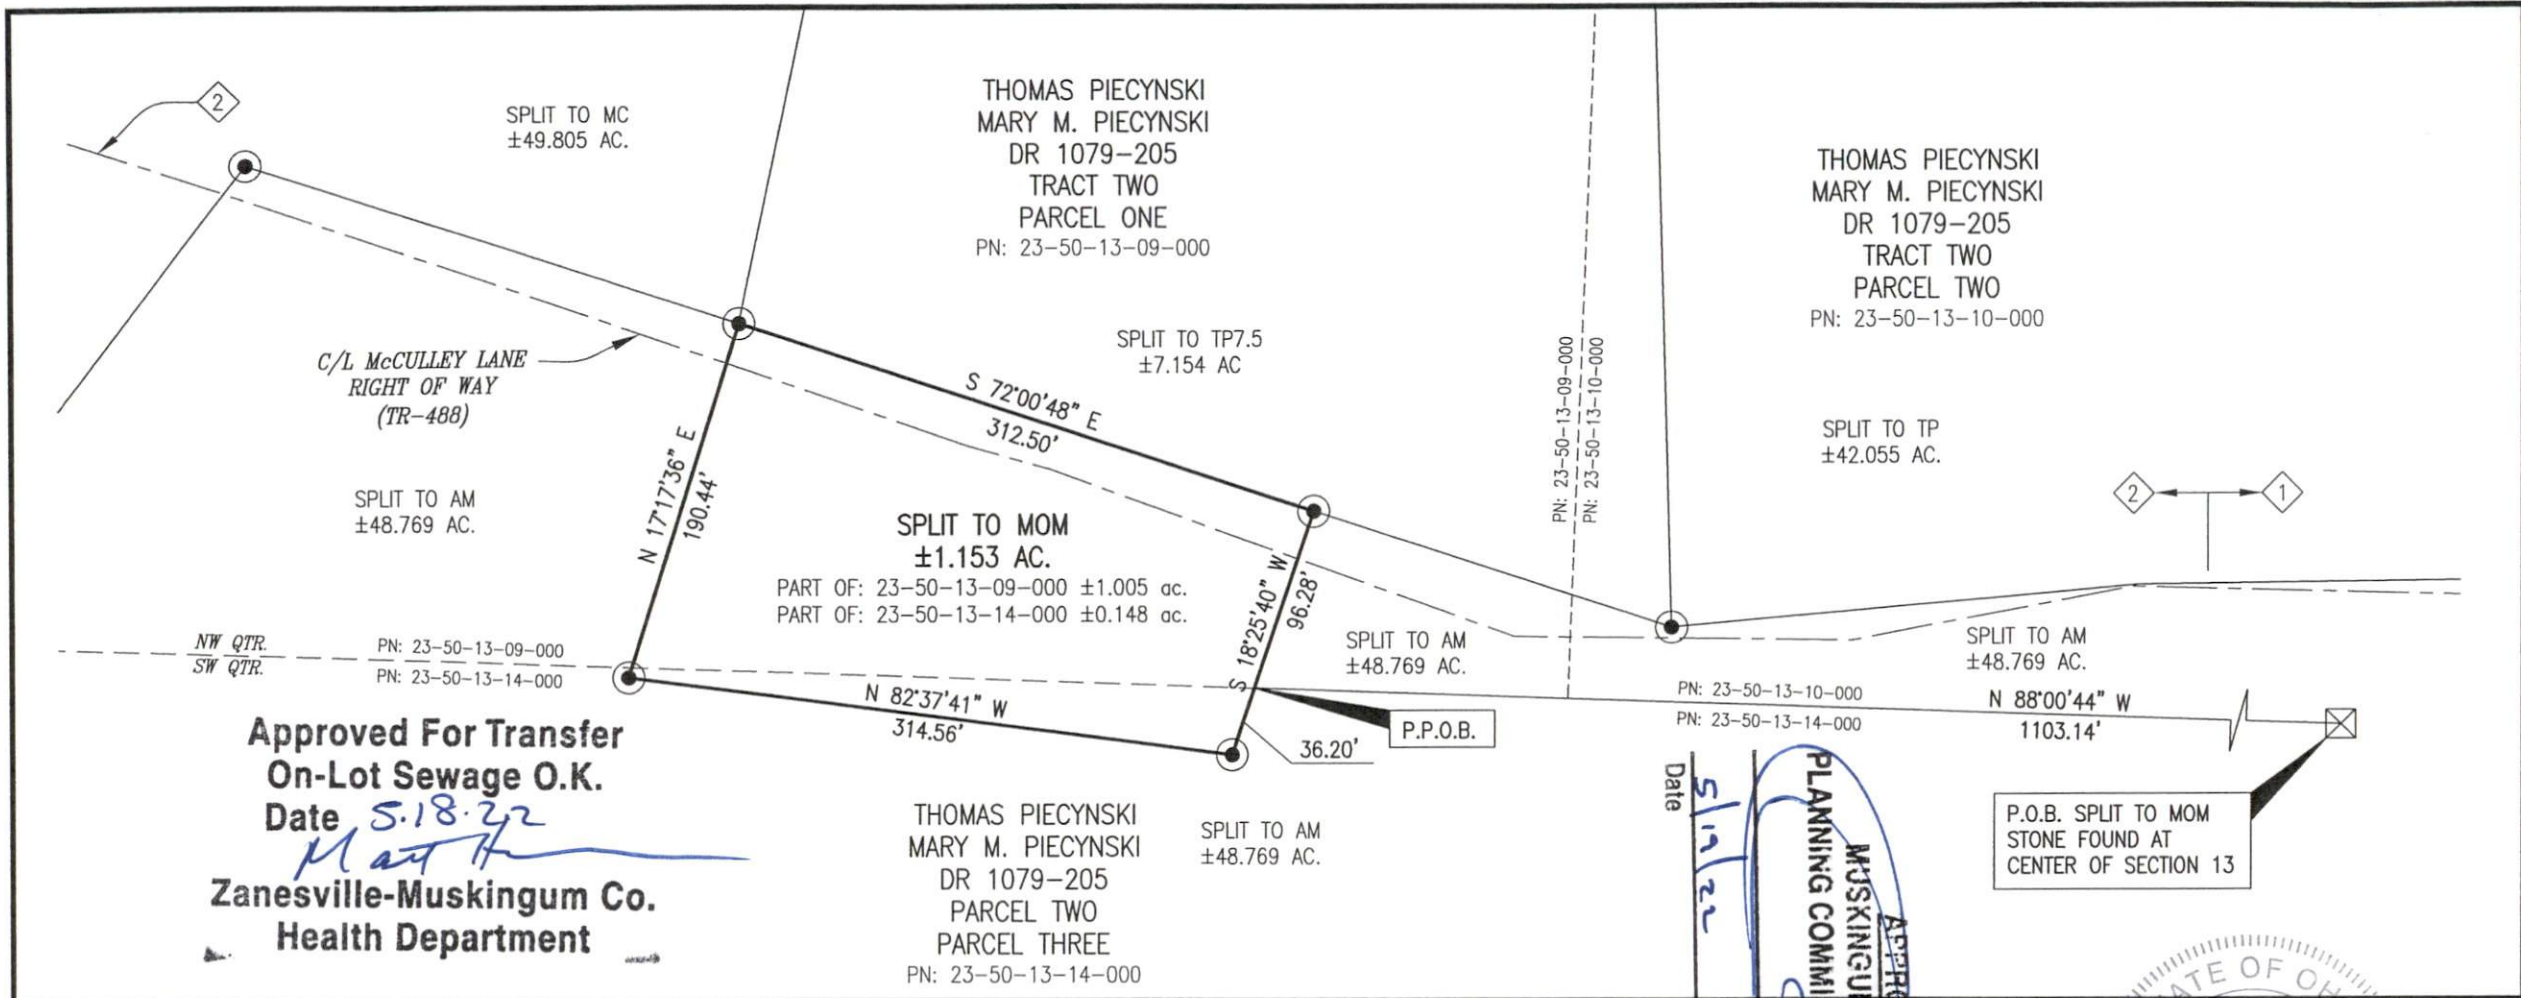 2
SPLIT TO MC
±49.805 AC.
THOMAS PIECYNSKI
MARY M. PIECYNSKI
DR 1079-205
TRACT TWO
PARCEL ONE
PN: 23-50-13-09-000
THOMAS PIECYNSKI
MARY M. PIECYNSKI
DR 1079-205
TRACT TWO
PARCEL TWO
PN: 23-50-13-10-000
C/L McCULLEY LANE
RIGHT OF WAY
(TR-488)
SPLIT TO TP7.5
±7.154 AC
PN: 23-50-13-09-000
PN: 23-50-13-10-000
S 72°00'48" E
312.50'
SPLIT TO TP
±42.055 AC.
2
1
N 17°17'36" E
190.44'
SPLIT TO AM
±48.769 AC.
SPLIT TO MOM
±1.153 AC.
PART OF: 23-50-13-09-000 ±1.005 ac.
PART OF: 23-50-13-14-000 ±0.148 ac.
S 18°25'40" W
96.28'
SPLIT TO AM
±48.769 AC.
SPLIT TO AM
±48.769 AC.
NW QTR.
SW QTR.
PN: 23-50-13-09-000
PN: 23-50-13-14-000
N 82°37'41" W
314.56'
36.20'
P.P.O.B.
PN: 23-50-13-10-000
PN: 23-50-13-14-000
N 88°00'44" W
1103.14'
P.O.B. SPLIT TO MOM
STONE FOUND AT
CENTER OF SECTION 13
Approved For Transfer
On-Lot Sewage O.K.
Date 5.18.22
Zanesville-Muskingum Co.
Health Department
THOMAS PIECYNSKI
MARY M. PIECYNSKI
DR 1079-205
PARCEL TWO
PARCEL THREE
PN: 23-50-13-14-000
SPLIT TO AM
±48.769 AC.
APPRO
MUSKINGU
PLANNING COMMI
5/19/22
Date
ATE OF OH